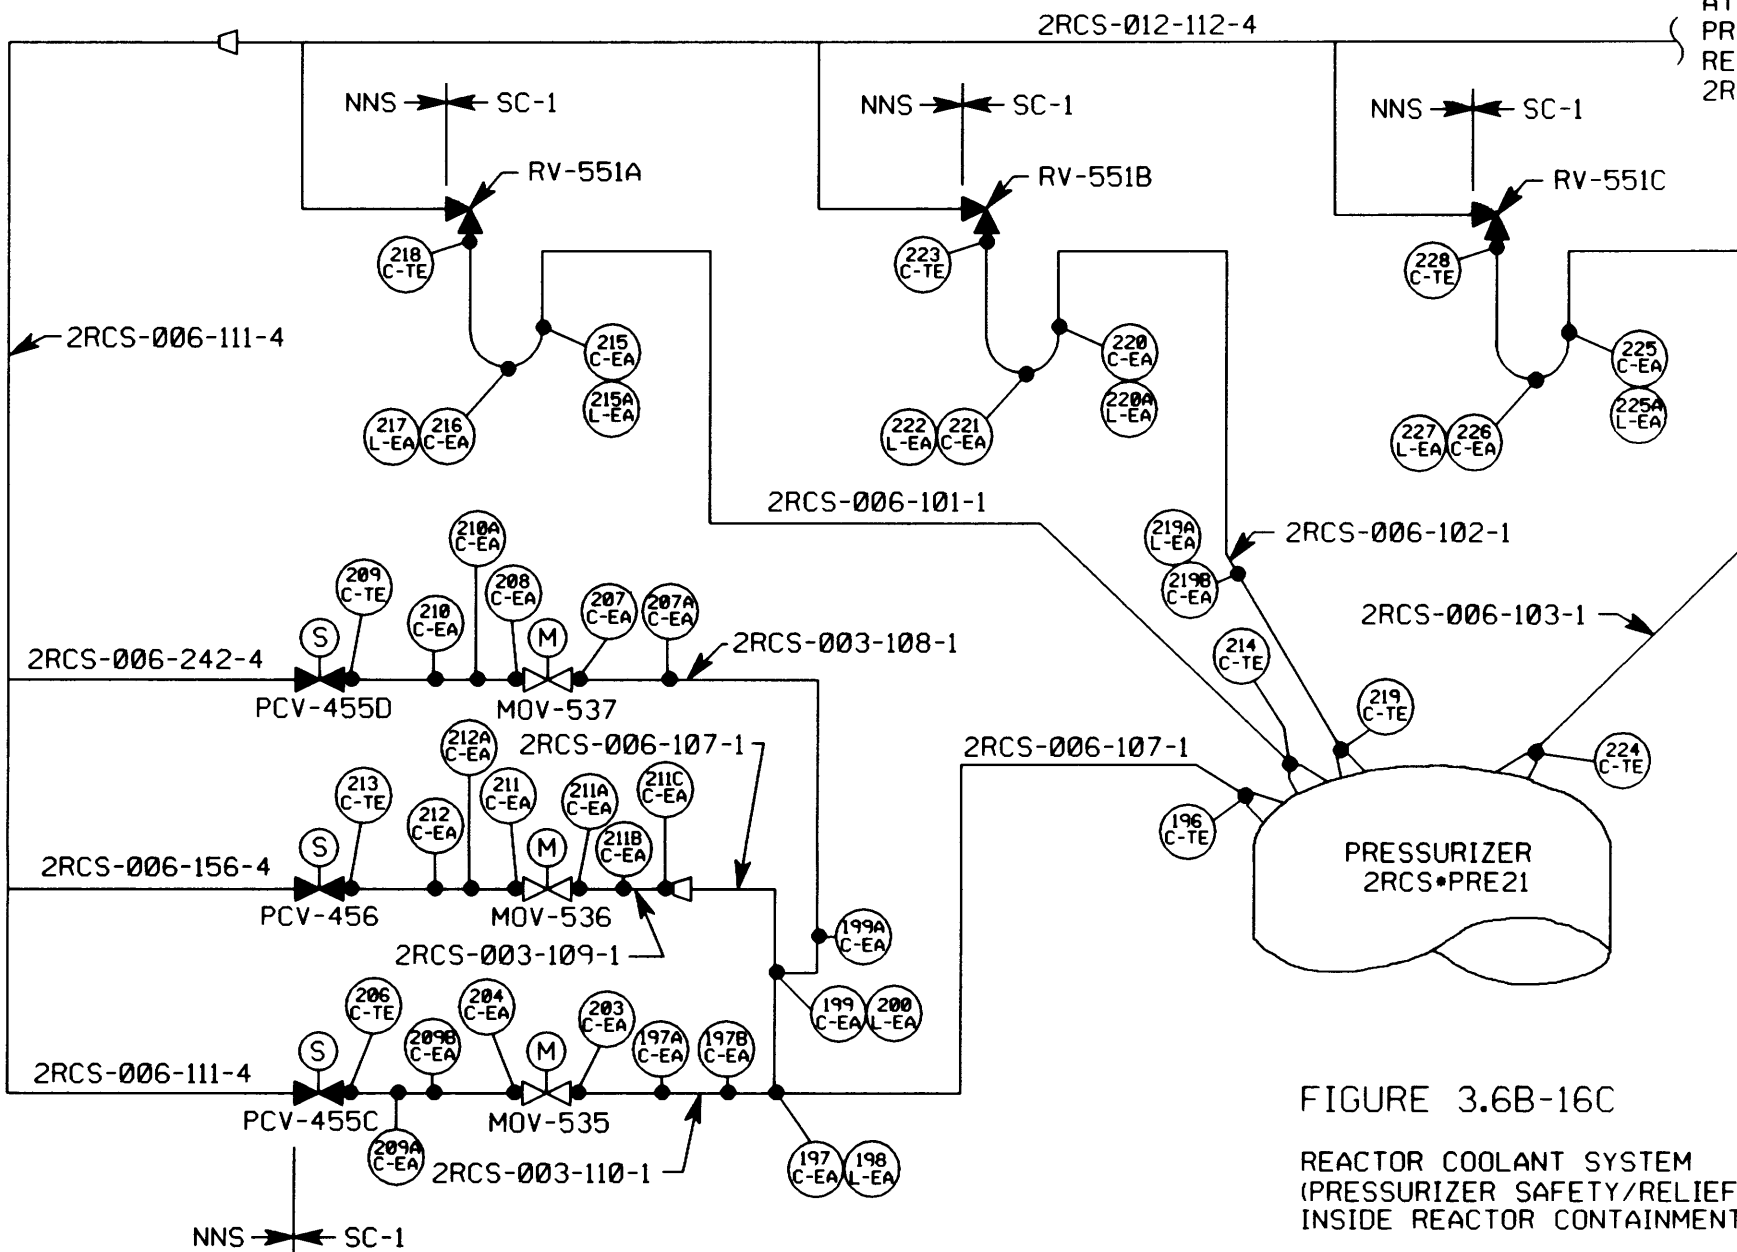 2RCS-012-112-4
AT
PR
RE
2R
NNS SC-1
NNS SC-1
NNS SC-1
RV-551A
RV-551B
RV-551C
218
C-TE
223
C-TE
228
C-TE
2RCS-006-111-4
215
C-EA
215A
L-EA
220
C-EA
220A
L-EA
225
C-EA
225A
L-EA
217
L-EA
216
C-EA
222
L-EA
221
C-EA
227
L-EA
226
C-EA
2RCS-006-101-1
2RCS-006-102-1
219A
L-EA
219B
C-EA
2RCS-006-103-1
210A
C-EA
209
C-TE
210
C-EA
208
C-EA
207
C-EA
207A
C-EA
S
M
2RCS-003-108-1
2RCS-006-242-4
PCV-455D
MOV-537
214
C-TE
219
C-TE
224
C-TE
212A
C-EA
2RCS-006-107-1
2RCS-006-107-1
213
C-TE
212
C-EA
211
C-EA
211A
C-EA
211B
C-EA
211C
C-EA
196
C-TE
S
M
2RCS-006-156-4
PCV-456
MOV-536
2RCS-003-109-1
PRESSURIZER
2RCS•PRE21
199A
C-EA
199
C-EA
200
L-EA
206
C-TE
209B
C-EA
204
C-EA
203
C-EA
197A
C-EA
197B
C-EA
S
M
2RCS-006-111-4
PCV-455C
MOV-535
209A
C-EA
2RCS-003-110-1
197
C-EA
198
L-EA
NNS SC-1
FIGURE 3.6B-16C
REACTOR COOLANT SYSTEM
(PRESSURIZER SAFETY/RELIEF
INSIDE REACTOR CONTAINMENT